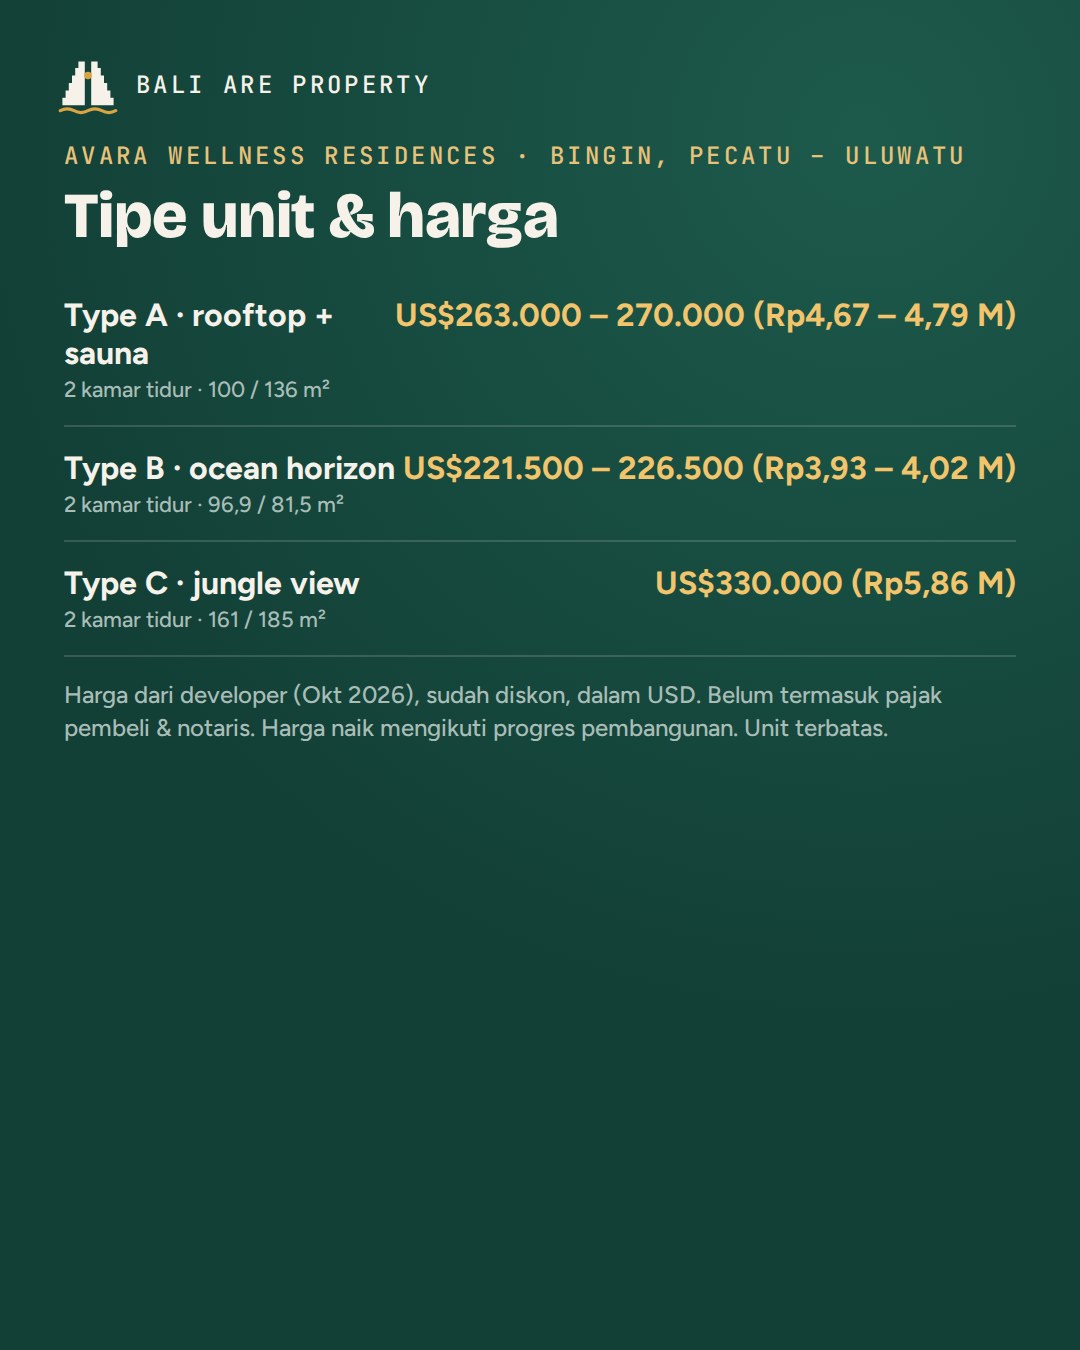 BALI ARE PROPERTY
AVARA WELLNESS RESIDENCES · BINGIN, PECATU – ULUWATU
Tipe unit & harga
Type A · rooftop + sauna
US$263.000 – 270.000 (Rp4,67 – 4,79 M)
2 kamar tidur · 100 / 136 m²
Type B · ocean horizon US$221.500 – 226.500 (Rp3,93 – 4,02 M)
2 kamar tidur · 96,9 / 81,5 m²
Type C · jungle view US$330.000 (Rp5,86 M)
2 kamar tidur · 161 / 185 m²
Harga dari developer (Okt 2026), sudah diskon, dalam USD. Belum termasuk pajak
pembeli & notaris. Harga naik mengikuti progres pembangunan. Unit terbatas.